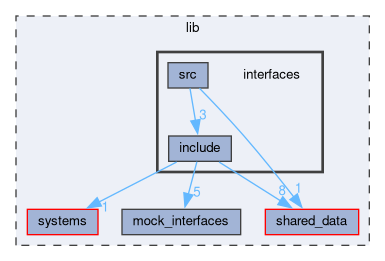 lib
src
interfaces
3
include
1
5
8
1
systems
mock_interfaces
shared_data